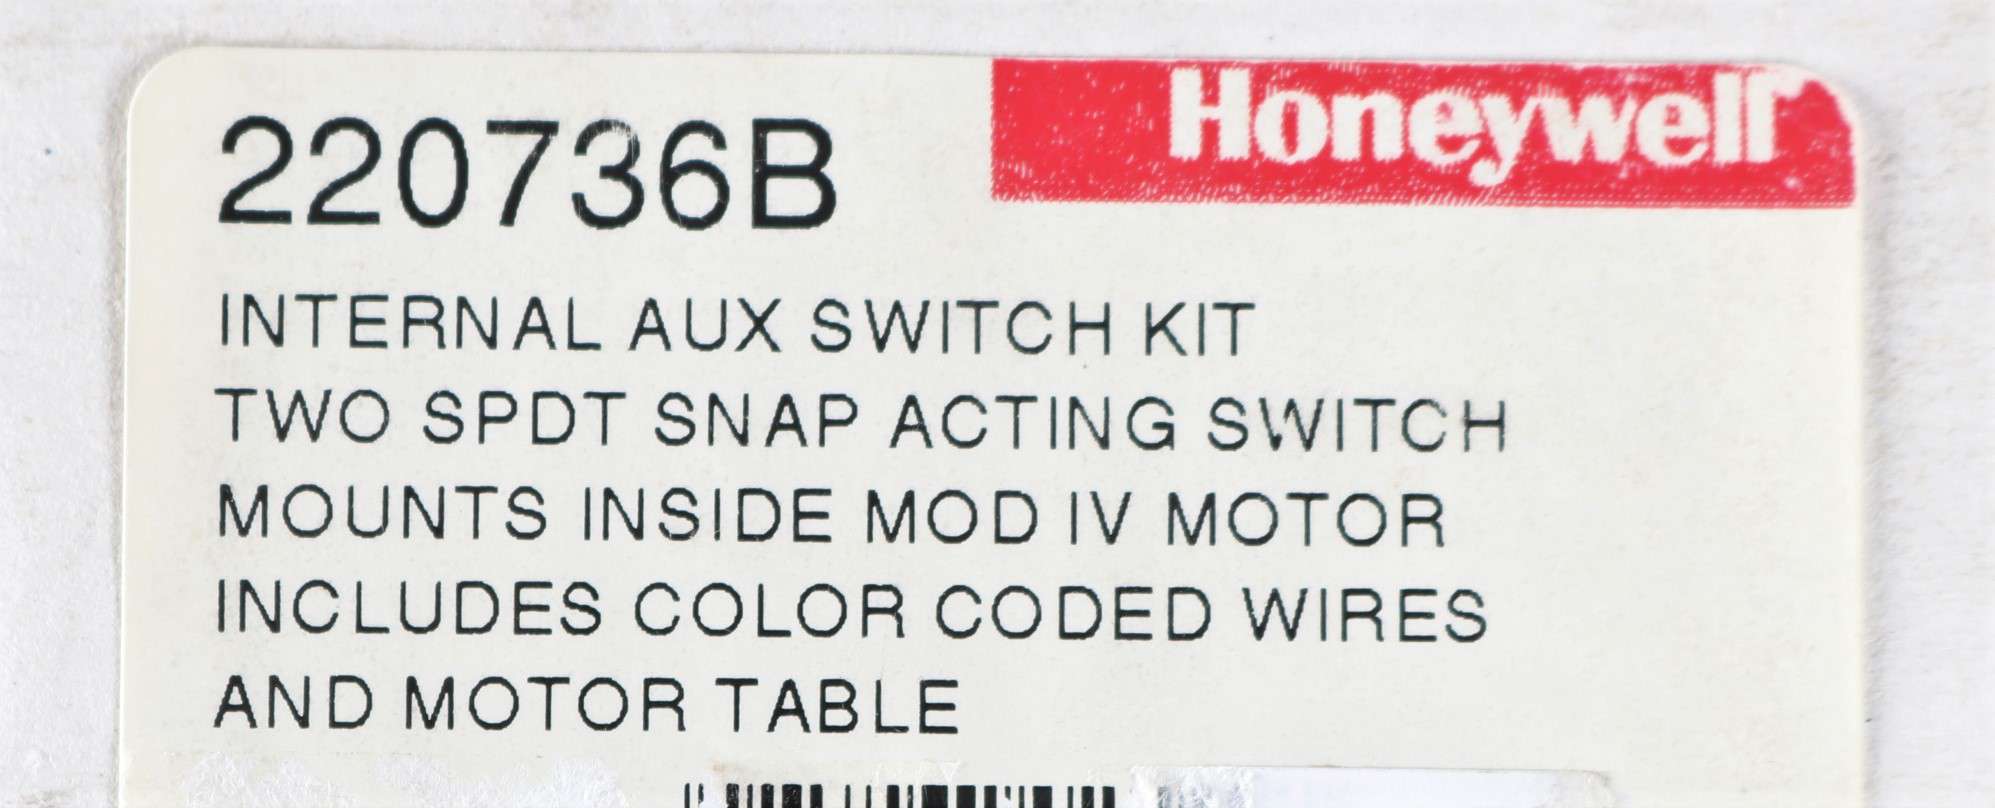 220736B
Honeywell
INTERNAL AUX SWITCH KIT
TWO SPDT SNAP ACTING SWITCH
MOUNTS INSIDE MOD IV MOTOR
INCLUDES COLOR CODED WIRES
AND MOTOR TABLE